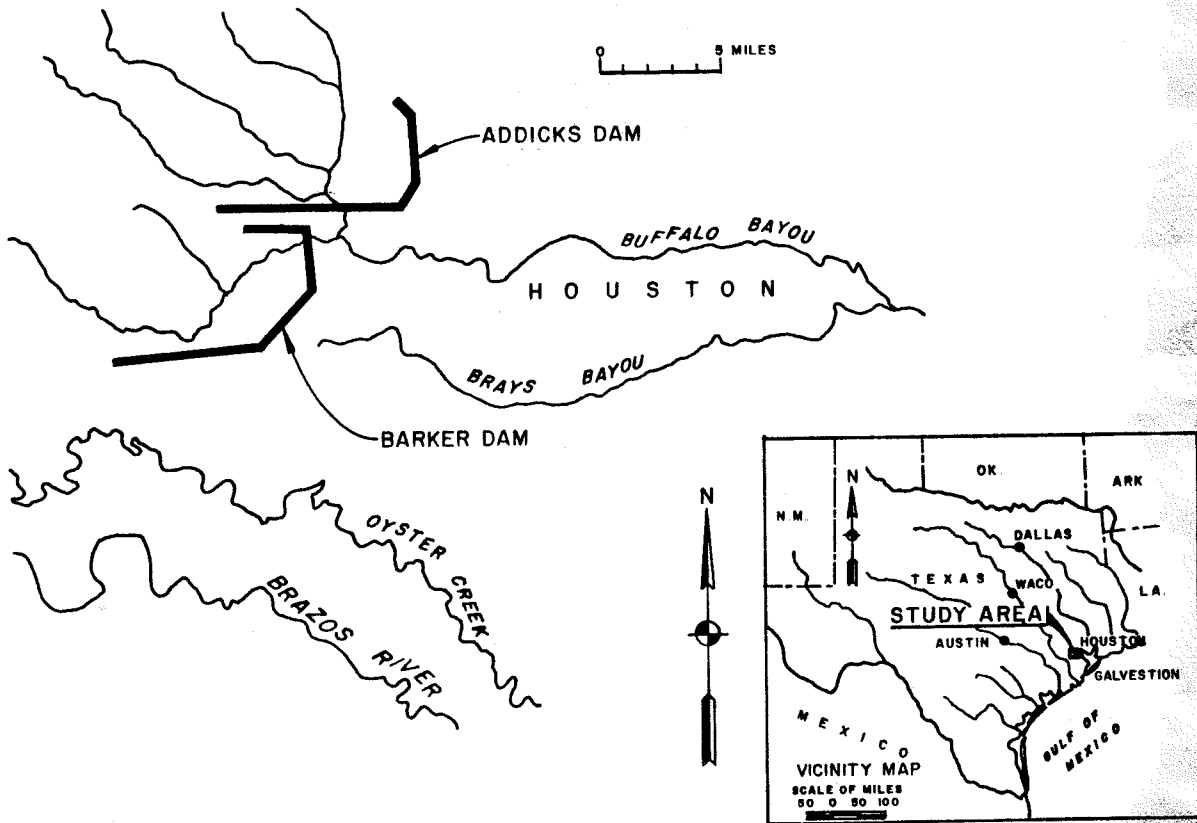 0 5 MILES
ADDICKS DAM
BUFFALO BAYOU
HOUSTON
BRAYS BAYOU
BARKER DAM
OYSTER CREEK
BRAZOS RIVER
N
OK.
ARK
N
N.M.
DALLAS
TEXAS
WACO
LA.
STUDY AREA
AUSTIN
HOUSTON
GALVESTION
MEXICO
GULF OF
MEXICO
VICINITY MAP
SCALE OF MILES
50 0 50 100